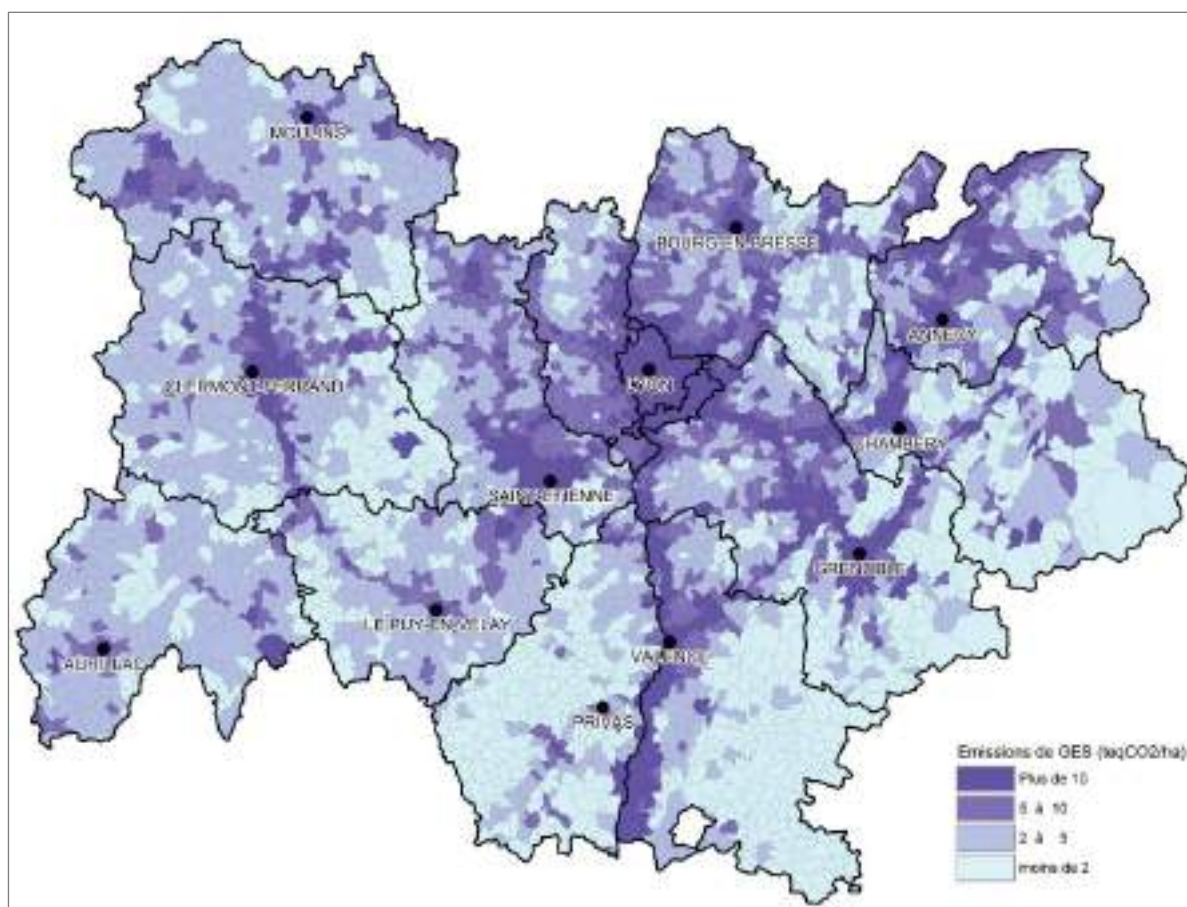 MOULINS
BOURG-EN-BRESSE
ANNECY
CLERMONT-FERRAND
LYON
CHAMBERY
SAINT-ETIENNE
GRENOBLE
LE PUY-EN-VELAY
AURILLAC
VALENCE
PRIVAS
Emissions de GES (teqCO2/ha)
Plus de 10
5 à 10
2 à 5
moins de 2